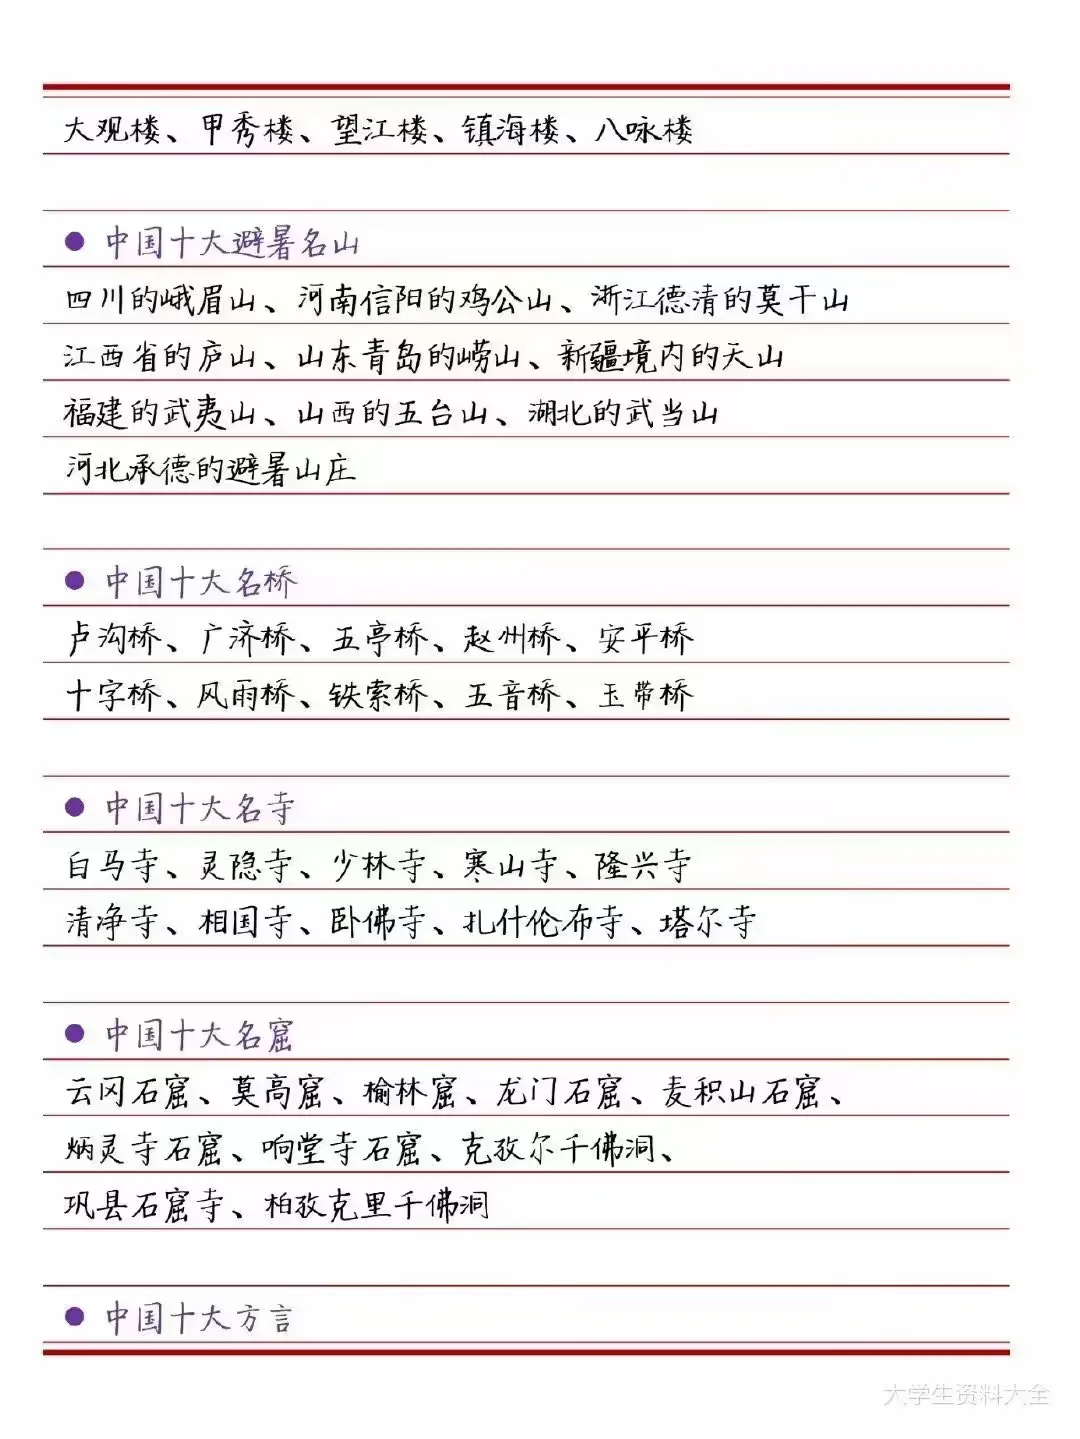 大观楼、甲秀楼、望江楼、镇海楼、八咏楼
● 中国十大避暑名山
四川的峨眉山、河南信阳的鸡公山、浙江德清的莫干山
江西省的庐山、山东青岛的崂山、新疆境内的天山
福建的武夷山、山西的五台山、湖北的武当山
河北承德的避暑山庄
● 中国十大名桥
卢沟桥、广济桥、五亭桥、赵州桥、安平桥
十字桥、风雨桥、铁索桥、五音桥、玉带桥
● 中国十大名寺
白马寺、灵隐寺、少林寺、寒山寺、隆兴寺
清净寺、相国寺、卧佛寺、扎什伦布寺、塔尔寺
● 中国十大名窟
云冈石窟、莫高窟、榆林窟、龙门石窟、麦积山石窟、
炳灵寺石窟、响堂寺石窟、克孜尔千佛洞、
巩县石窟寺、柏孜克里千佛洞
● 中国十大方言
大学生资料大全